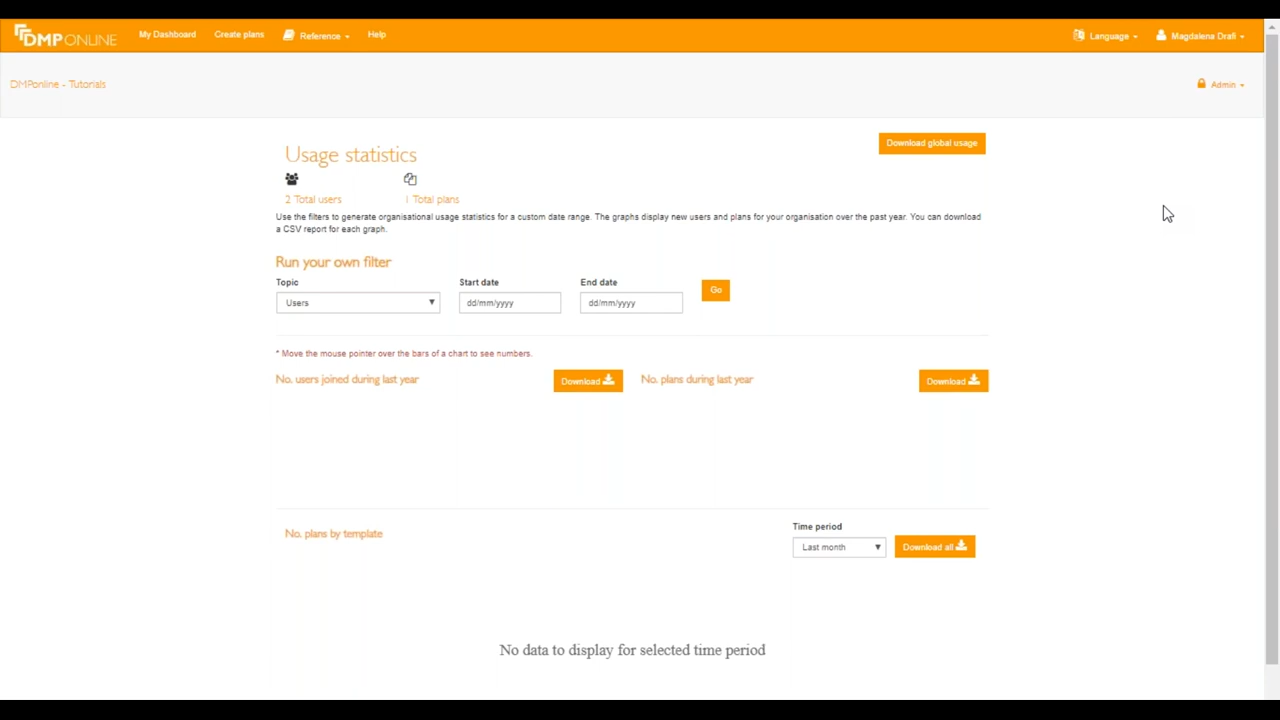 DMPONLINE My Dashboard Create plans Reference Help Language Magdalena Drafi
DMPonline - Tutorials Admin
Usage statistics Download global usage
2 Total users 1 Total plans
Use the filters to generate organisational usage statistics for a custom date range. The graphs display new users and plans for your organisation over the past year. You can download
a CSV report for each graph.
Run your own filter
Topic Start date End date
Users dd/mm/yyyy dd/mm/yyyy Go
* Move the mouse pointer over the bars of a chart to see numbers.
No. users joined during last year Download No. plans during last year Download
No. plans by template Time period
Last month Download all
No data to display for selected time period